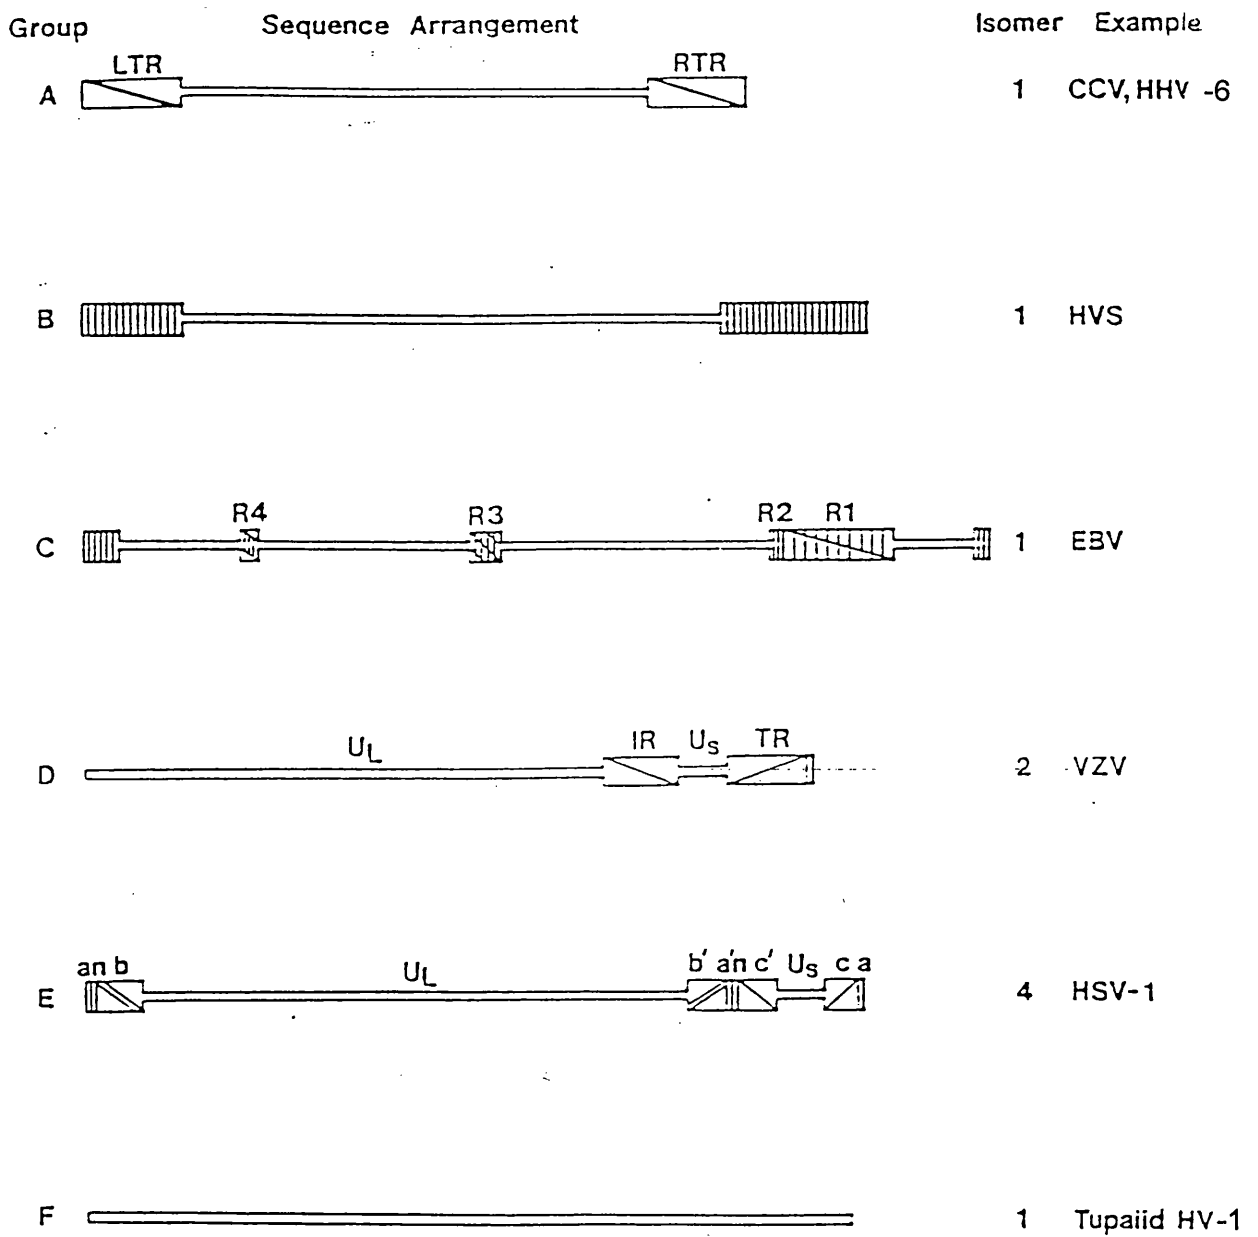 Group Sequence Arrangement Isomer Example
LTR RTR
A 1 CCV, HHV -6
B 1 HVS
R4 R3 R2 R1
C 1 EBV
UL IR US TR
D 2 VZV
an b UL b' a'n c' US c a
E 4 HSV-1
F 1 Tupaiid HV-1